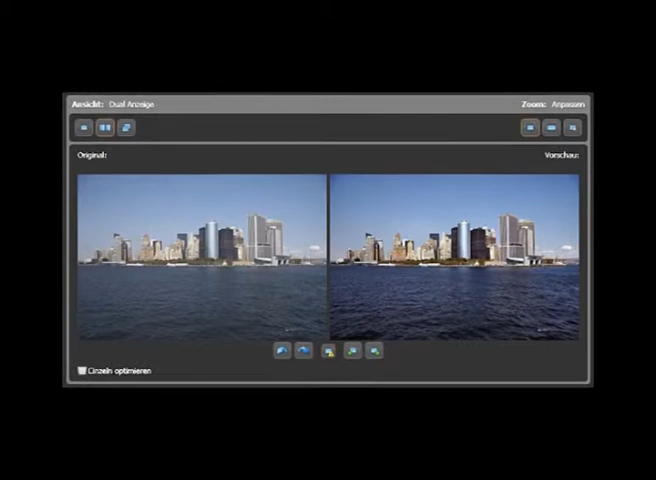 Ansicht: Dual Anzeige
Zoom: Anpassen
Original:
Vorschau:
Einzeln optimieren